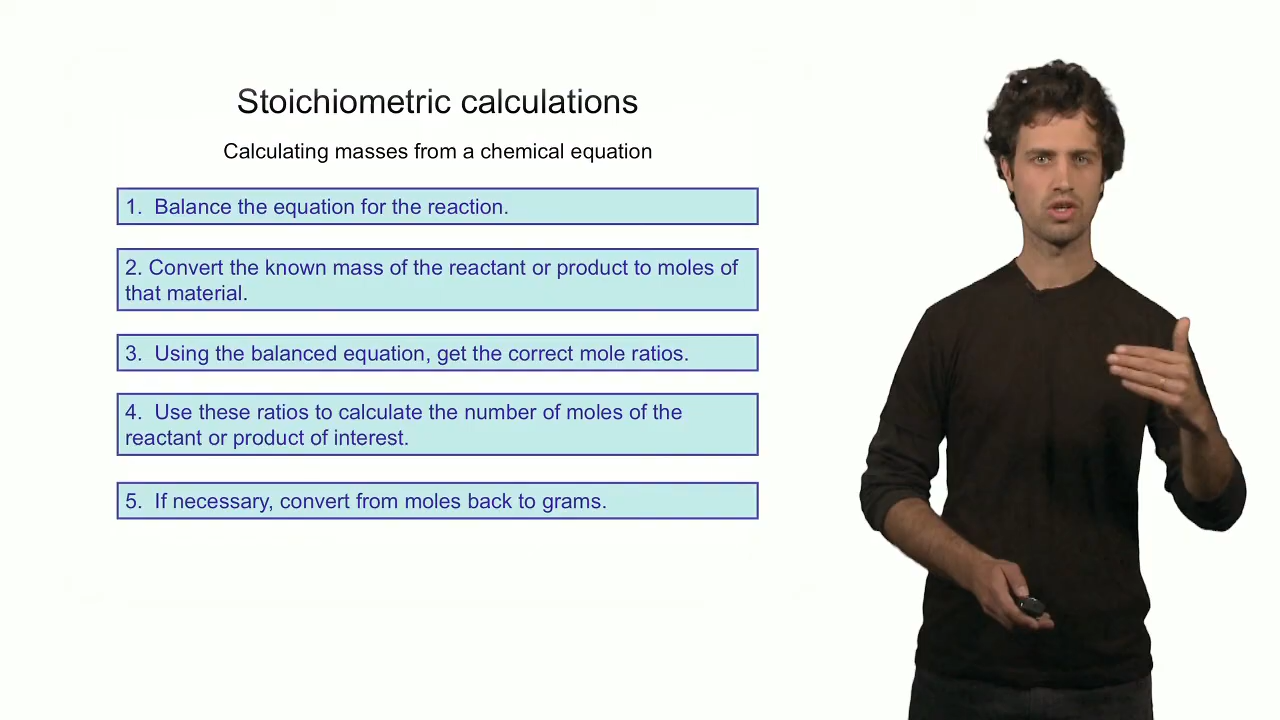 Stoichiometric calculations
Calculating masses from a chemical equation
1. Balance the equation for the reaction.
2. Convert the known mass of the reactant or product to moles of
that material.
3. Using the balanced equation, get the correct mole ratios.
4. Use these ratios to calculate the number of moles of the
reactant or product of interest.
5. If necessary, convert from moles back to grams.